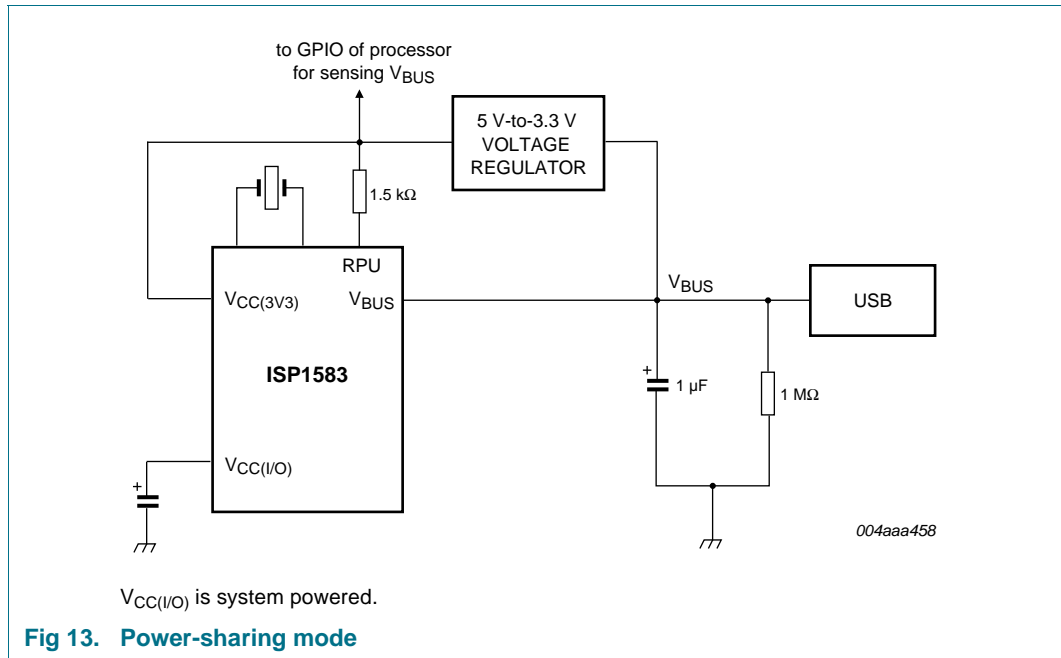 to GPIO of processor
for sensing VBUS
5 V-to-3.3 V
VOLTAGE
REGULATOR
1.5 kΩ
RPU
VCC(3V3)
VBUS
VBUS
USB
ISP1583
+
1 µF
1 MΩ
VCC(I/O)
+
004aaa458
VCC(I/O) is system powered.
Fig 13. Power-sharing mode